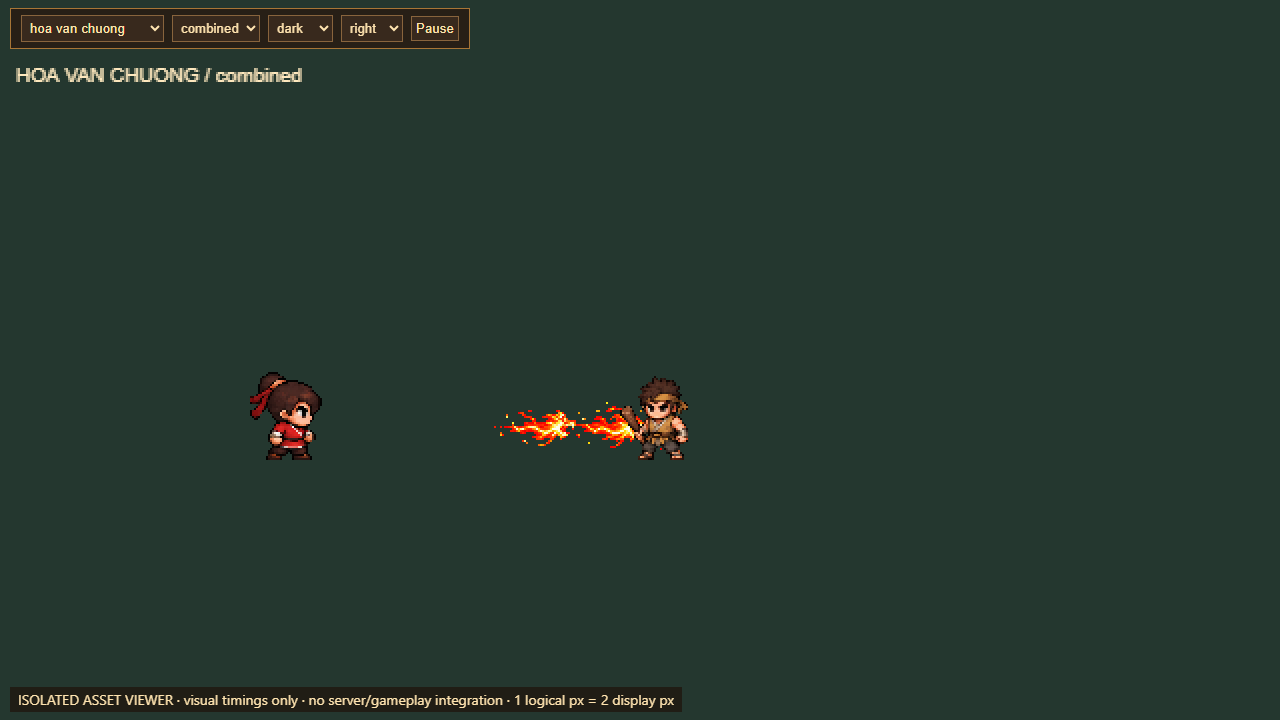 hoa van chuong combined dark right Pause
HOA VAN CHUONG / combined
ISOLATED ASSET VIEWER · visual timings only · no server/gameplay integration · 1 logical px = 2 display px